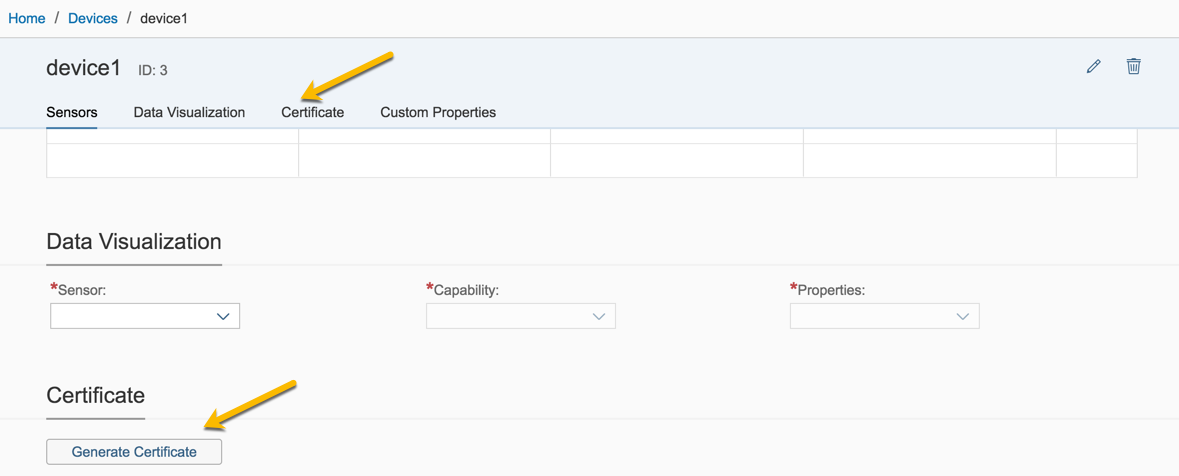 Home / Devices / device1
device1 ID: 3
Sensors Data Visualization Certificate Custom Properties
Data Visualization
*Sensor: *Capability: *Properties:
Certificate
Generate Certificate